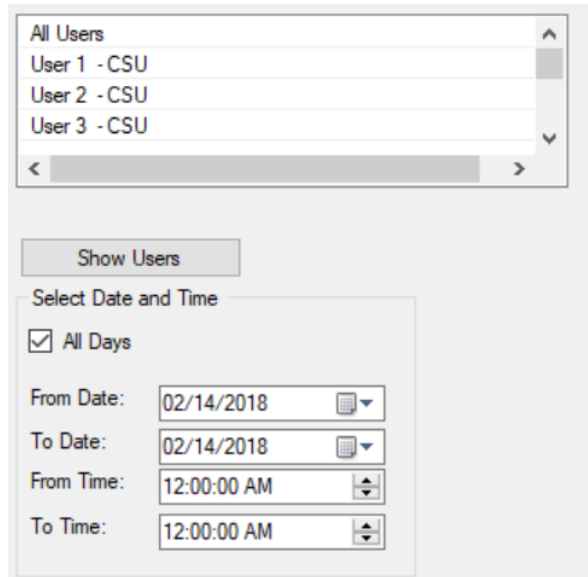 All Users
User 1 - CSU
User 2 - CSU
User 3 - CSU
Show Users
Select Date and Time
All Days
From Date: 02/14/2018
To Date: 02/14/2018
From Time: 12:00:00 AM
To Time: 12:00:00 AM